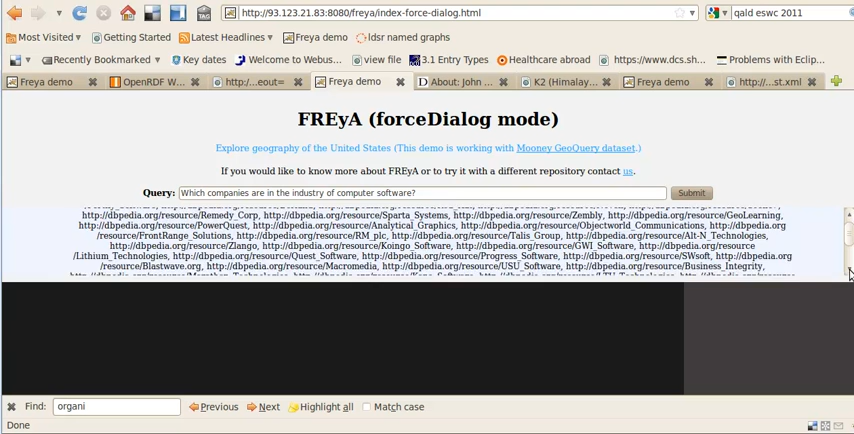 http://93.123.21.83:8080/freya/index-force-dialog.html
qald eswc 2011
Most Visited Getting Started Latest Headlines Freya demo ldsr named graphs
Recently Bookmarked Key dates Welcome to Webus... view file 3.1 Entry Types Healthcare abroad https://www.dcs.sh... Problems with Eclip...
Freya demo OpenRDF W... http:/...eout= Freya demo About: John ... K2 (Himalay... Freya demo http:/...st.xml
FREyA (forceDialog mode)
Explore geography of the United States (This demo is working with Mooney GeoQuery dataset.)
If you would like to know more about FREyA or to try it with a different repository contact us.
Query: Which companies are in the industry of computer software? Submit
http://dbpedia.org/resource/Remedy_Corp, http://dbpedia.org/resource/Sparta_Systems, http://dbpedia.org/resource/Zembly, http://dbpedia.org/resource/GeoLearning,
http://dbpedia.org/resource/PowerQuest, http://dbpedia.org/resource/Analytical_Graphics, http://dbpedia.org/resource/Objectworld_Communications, http://dbpedia.org
/resource/FrontRange_Solutions, http://dbpedia.org/resource/RM_plc, http://dbpedia.org/resource/Talis_Group, http://dbpedia.org/resource/Alt-N_Technologies,
http://dbpedia.org/resource/Zlango, http://dbpedia.org/resource/Koingo_Software, http://dbpedia.org/resource/GWI_Software, http://dbpedia.org/resource
/Lithium_Technologies, http://dbpedia.org/resource/Quest_Software, http://dbpedia.org/resource/Progress_Software, http://dbpedia.org/resource/SWsoft, http://dbpedia.org
/resource/Blastwave.org, http://dbpedia.org/resource/Macromedia, http://dbpedia.org/resource/USU_Software, http://dbpedia.org/resource/Business_Integrity,
Find: organi Previous Next Highlight all Match case
Done